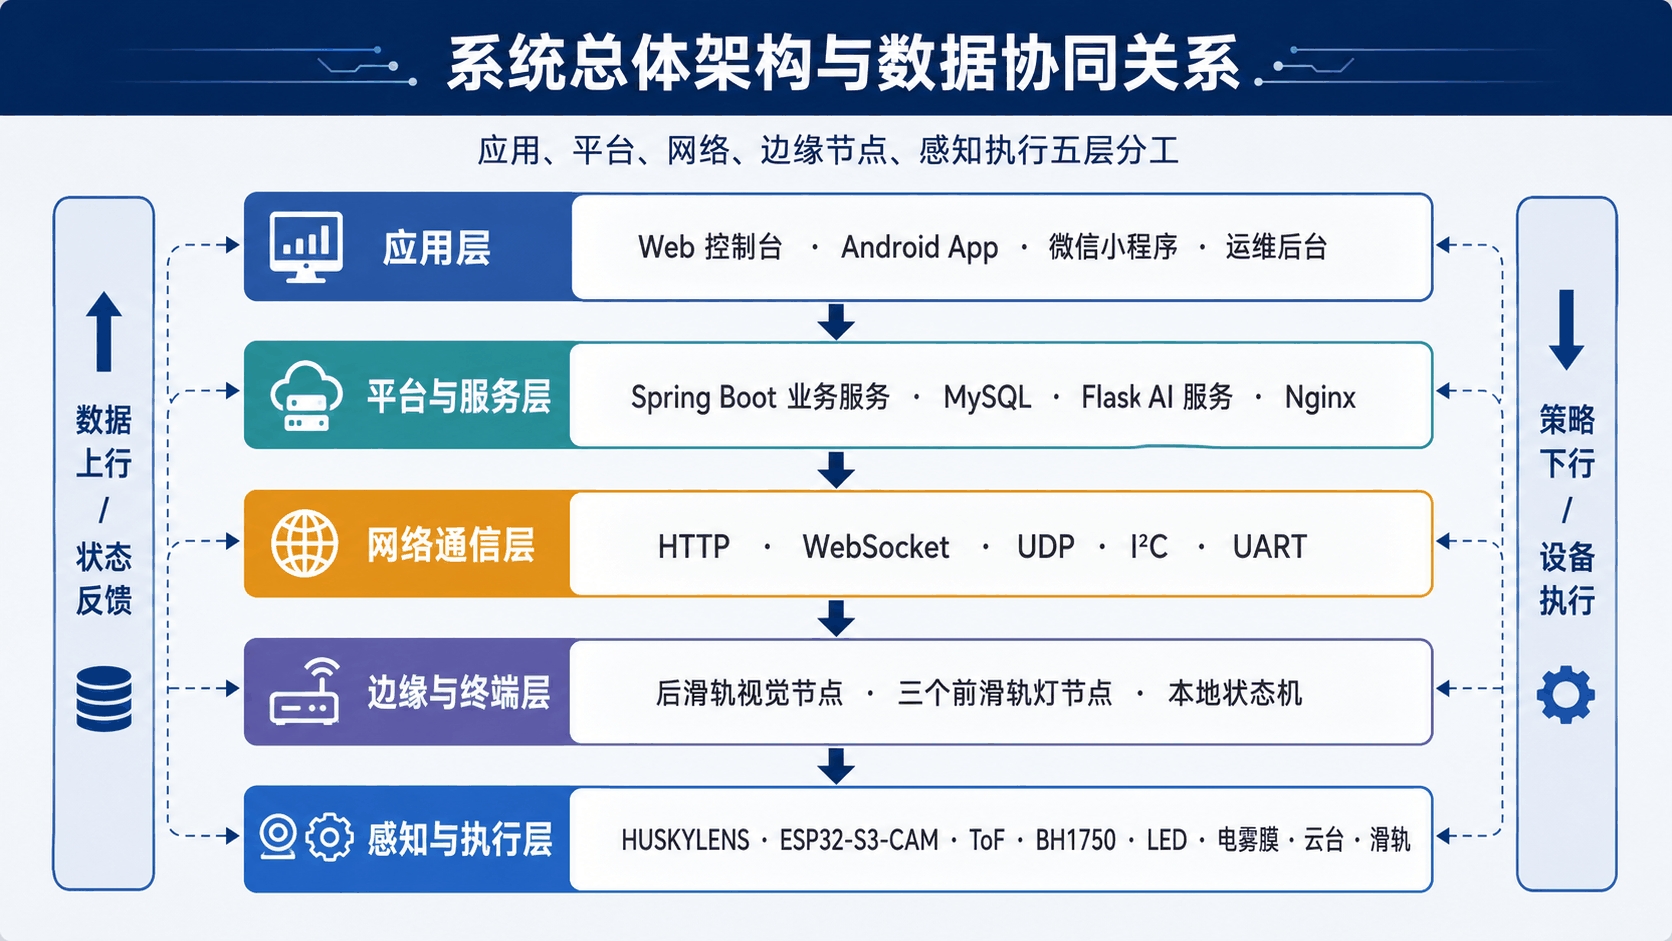 系统总体架构与数据协同关系
应用、平台、网络、边缘节点、感知执行五层分工
数据
上行
/
状态
反馈
应用层
Web 控制台 · Android App · 微信小程序 · 运维后台
平台与服务层
Spring Boot 业务服务 · MySQL · Flask AI 服务 · Nginx
网络通信层
HTTP · WebSocket · UDP · I²C · UART
边缘与终端层
后滑轨视觉节点 · 三个前滑轨灯节点 · 本地状态机
感知与执行层
HUSKYLENS · ESP32-S3-CAM · ToF · BH1750 · LED · 电雾膜 · 云台 · 滑轨
策略
下行
/
设备
执行